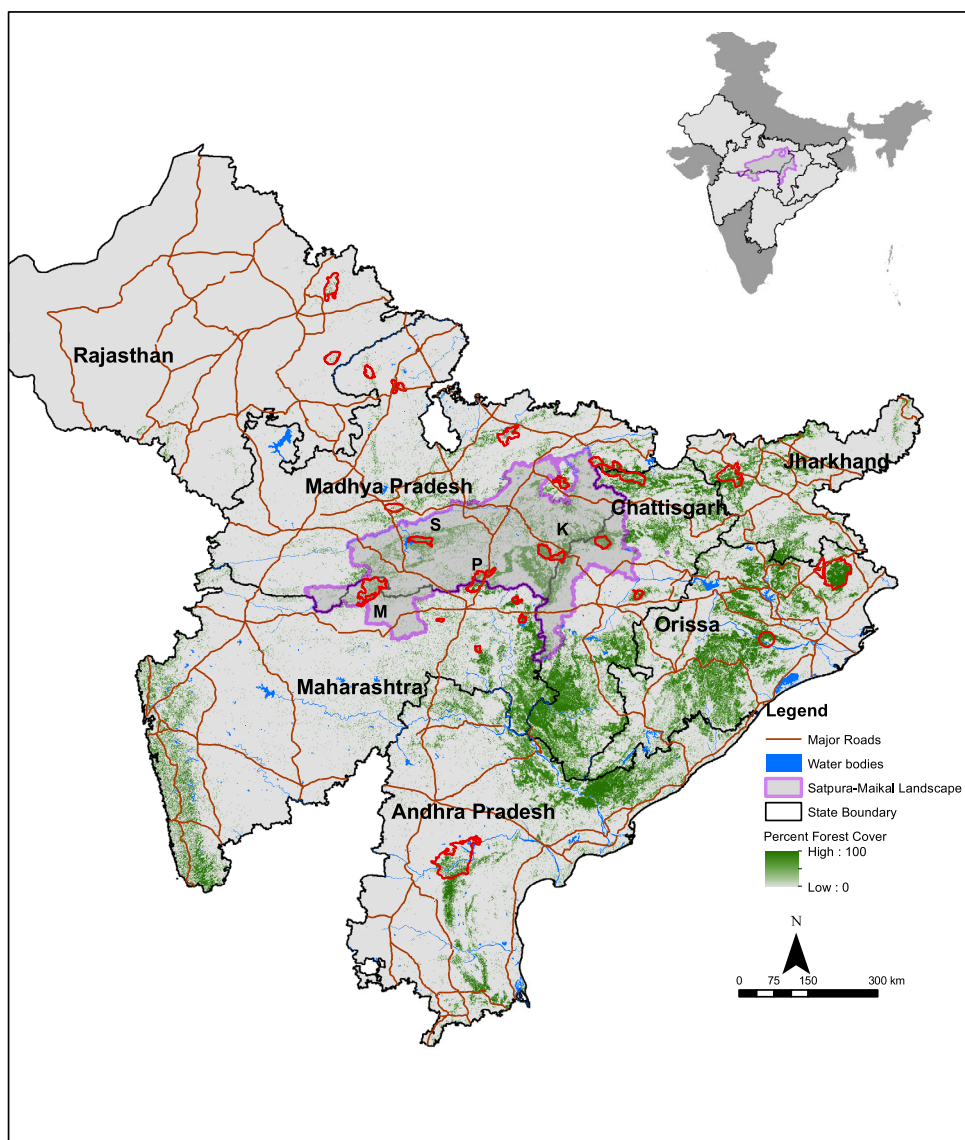 Rajasthan
Madhya Pradesh
Jharkhand
Chattisgarh
S
K
P
M
Orissa
Maharashtra
Andhra Pradesh
Legend
Major Roads
Water bodies
Satpura-Maikal Landscape
State Boundary
Percent Forest Cover
High : 100
Low : 0
N
0 75 150 300 km